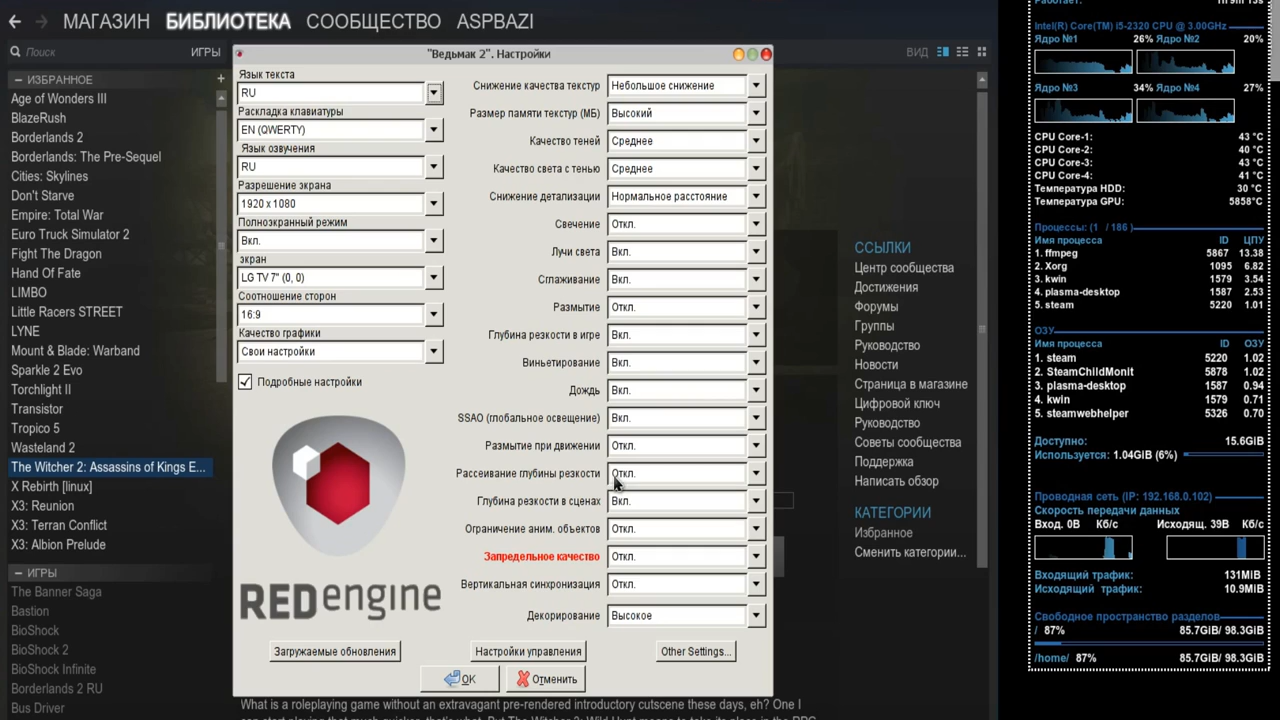 МАГАЗИН БИБЛИОТЕКА СООБЩЕСТВО ASPBAZI
Поиск ИГРЫ
ВИД
— ИЗБРАННОЕ +
Age of Wonders III
BlazeRush
Borderlands 2
Borderlands: The Pre-Sequel
Cities: Skylines
Don't Starve
Empire: Total War
Euro Truck Simulator 2
Fight The Dragon
Hand Of Fate
LIMBO
Little Racers STREET
LYNE
Mount & Blade: Warband
Sparkle 2 Evo
Torchlight II
Transistor
Tropico 5
Wasteland 2
The Witcher 2: Assassins of Kings E...
X Rebirth [linux]
X3: Reunion
X3: Terran Conflict
X3: Albion Prelude
— ИГРЫ
The Banner Saga
Bastion
BioShock
BioShock 2
BioShock Infinite
Borderlands 2 RU
Bus Driver
"Ведьмак 2". Настройки
Язык текста
RU
Раскладка клавиатуры
EN (QWERTY)
Язык озвучения
RU
Разрешение экрана
1920 x 1080
Полноэкранный режим
Вкл.
экран
LG TV 7" (0, 0)
Соотношение сторон
16:9
Качество графики
Свои настройки
Подробные настройки
REDengine
Снижение качества текстур Небольшое снижение
Размер памяти текстур (МБ) Высокий
Качество теней Среднее
Качество света с тенью Среднее
Снижение детализации Нормальное расстояние
Свечение Откл.
Лучи света Вкл.
Сглаживание Вкл.
Размытие Откл.
Глубина резкости в игре Вкл.
Виньетирование Вкл.
Дождь Вкл.
SSAO (глобальное освещение) Вкл.
Размытие при движении Откл.
Рассеивание глубины резкости Откл.
Глубина резкости в сценах Вкл.
Ограничение аним. объектов Откл.
Запредельное качество Откл.
Вертикальная синхронизация Откл.
Декорирование Высокое
Загружаемые обновления Настройки управления Other Settings...
OK Отменить
What is a roleplaying game without an extravagant pre-rendered introductory cutscene these days, eh? One I
ССЫЛКИ
Центр сообщества
Достижения
Форумы
Группы
Руководство
Новости
Страница в магазине
Цифровой ключ
Руководство
Советы сообщества
Поддержка
Написать обзор
КАТЕГОРИИ
Избранное
Сменить категории...
Intel(R) Core(TM) i5-2320 CPU @ 3.00GHz
Ядро №1 26% Ядро №2 20%
Ядро №3 34% Ядро №4 27%
CPU Core-1: 43 °C
CPU Core-2: 40 °C
CPU Core-3: 43 °C
CPU Core-4: 41 °C
Температура HDD: 30 °C
Температура GPU: 5858°C
Процессы: (1 / 186 )
Имя процесса ID ЦПУ
1. ffmpeg 5867 13.38
2. Xorg 1095 6.82
3. kwin 1579 3.54
4. plasma-desktop 1587 2.53
5. steam 5220 1.01
ОЗУ
Имя процесса ID ОЗУ
1. steam 5220 1.02
2. SteamChildMonit 5878 1.02
3. plasma-desktop 1587 0.94
4. kwin 1579 0.71
5. steamwebhelper 5326 0.70
Доступно: 15.6GiB
Используется: 1.04GiB (6%)
Проводная сеть (IP: 192.168.0.102)
Скорость передачи данных
Вход. 0B Кб/с Исходящ. 39B Кб/с
Входящий трафик: 131MiB
Исходящий трафик: 10.9MiB
Свободное пространство разделов
/ 87% 85.7GiB/ 98.3GiB
/home/ 87% 85.7GiB/ 98.3GiB